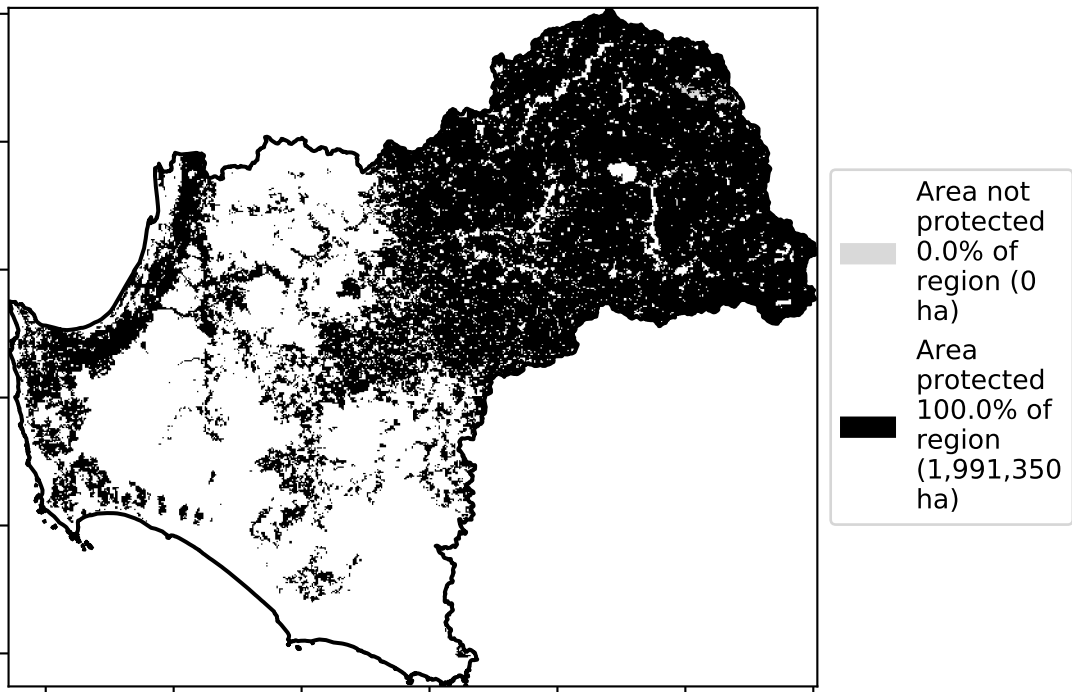 Area not
protected
0.0% of
region (0
ha)
Area
protected
100.0% of
region
(1,991,350
ha)